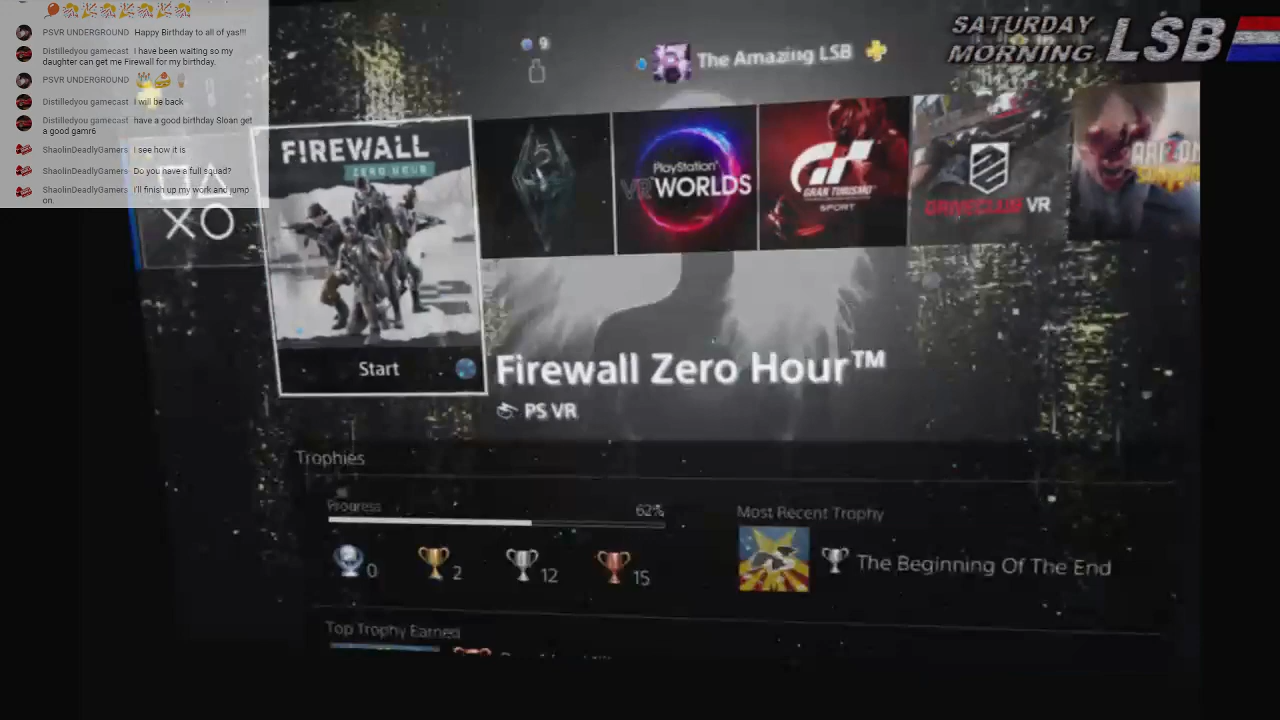 PSVR UNDERGROUND Happy Birthday to all of yas!!!
Distilledyou gamecast I have been waiting so my
daughter can get me Firewall for my birthday.
PSVR UNDERGROUND
Distilledyou gamecast I will be back
Distilledyou gamecast have a good birthday Sloan get
a good gamr6
ShaolinDeadlyGamers I see how it is
ShaolinDeadlyGamers Do you have a full squad?
ShaolinDeadlyGamers I'll finish up my work and jump
on.
9
The Amazing LSB
SATURDAY
MORNING LSB
FIREWALL
ZERO HOUR
Start
PlayStation
VR WORLDS
GT
GRAN TURISMO
SPORT
VR
Firewall Zero Hour™
PS VR
Trophies
Progress
62%
0
2
12
15
Most Recent Trophy
The Beginning Of The End
Top Trophy Earned